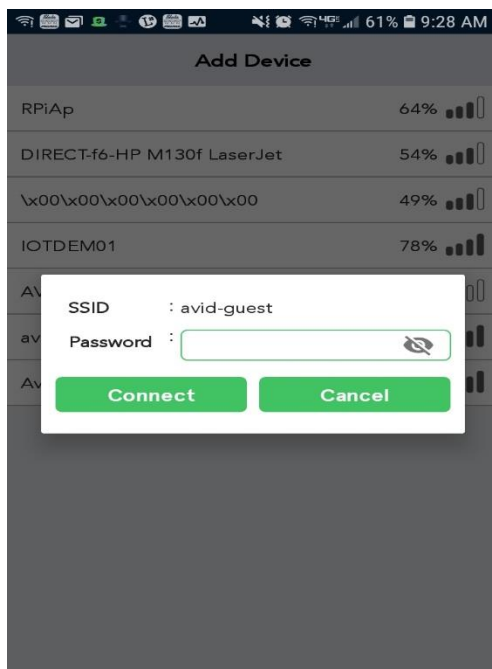 4G 61% 9:28 AM
Add Device
RPiAp 64%
DIRECT-f6-HP M130f LaserJet 54%
\x00\x00\x00\x00\x00\x00 49%
IOTDEM01 78%
SSID : avid-guest
Password :
Connect Cancel